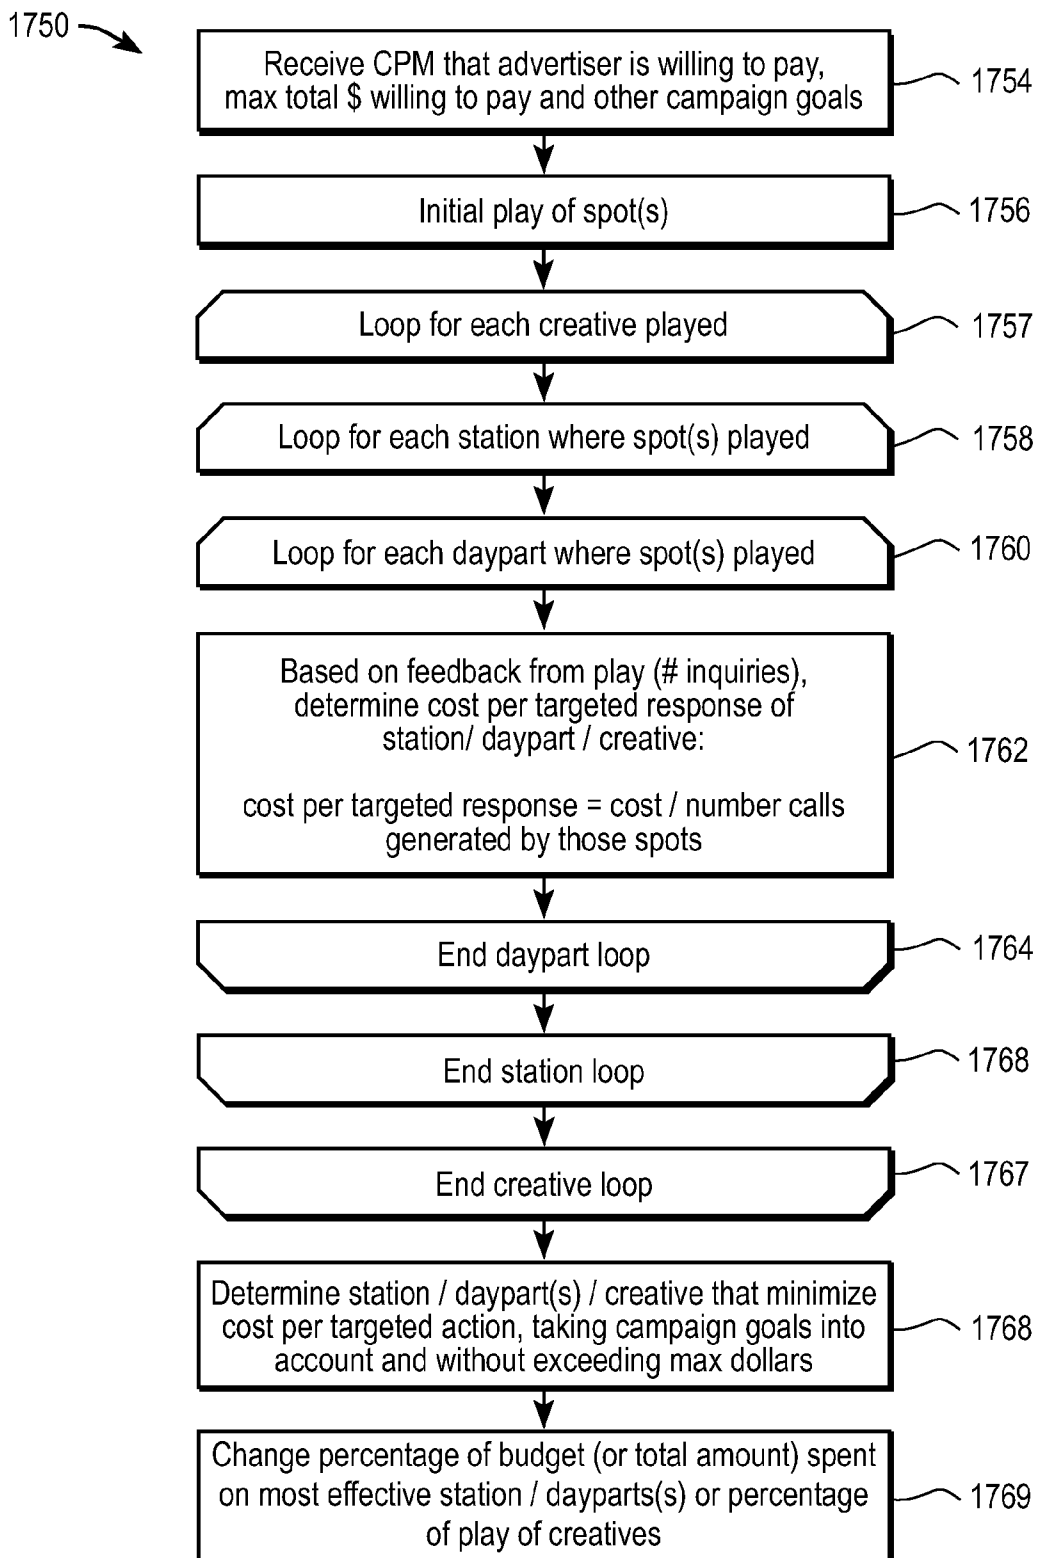 1750
Receive CPM that advertiser is willing to pay,
max total $ willing to pay and other campaign goals
1754
Initial play of spot(s)
1756
Loop for each creative played
1757
Loop for each station where spot(s) played
1758
Loop for each daypart where spot(s) played
1760
Based on feedback from play (# inquiries),
determine cost per targeted response of
station/ daypart / creative:
cost per targeted response = cost / number calls
generated by those spots
1762
End daypart loop
1764
End station loop
1768
End creative loop
1767
Determine station / daypart(s) / creative that minimize
cost per targeted action, taking campaign goals into
account and without exceeding max dollars
1768
Change percentage of budget (or total amount) spent
on most effective station / dayparts(s) or percentage
of play of creatives
1769